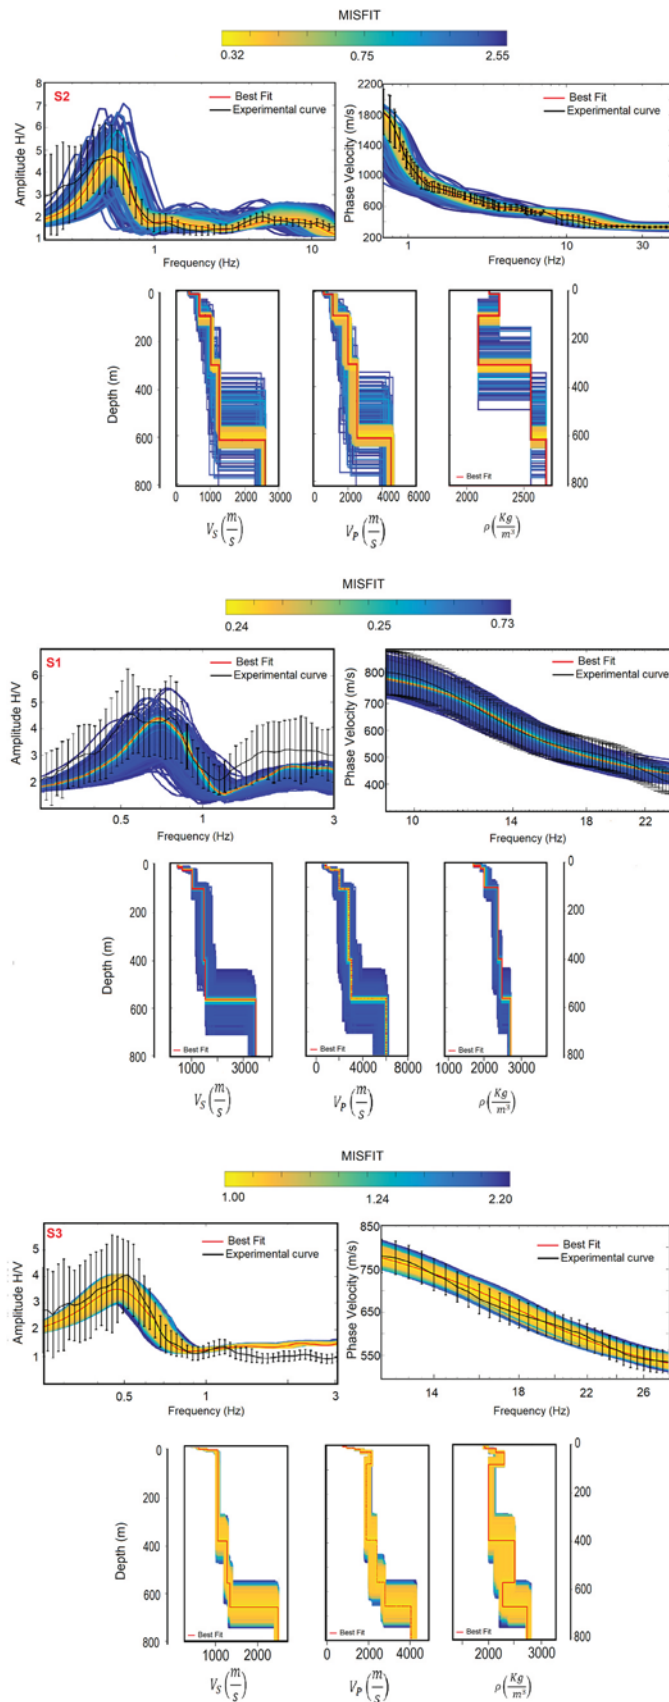 MISFIT
0.32 0.75 2.55
S2
Best Fit
Experimental curve
Amplitude H/V
8
7
6
5
4
3
2
1
1 10
Frequency (Hz)
Best Fit
Experimental curve
Phase Velocity (m/s)
2200
1800
1400
1000
600
200
1 10 30
Frequency (Hz)
Depth (m)
0
200
400
600
800
Best Fit
0
200
400
600
800
0 1000 2000 3000
0 2000 4000 6000
2000 2500
V_S (m/s)
V_P (m/s)
ρ (Kg/m³)
MISFIT
0.24 0.25 0.73
S1
Best Fit
Experimental curve
Amplitude H/V
6
5
4
3
2
0.5 1 3
Frequency (Hz)
Best Fit
Experimental curve
Phase Velocity (m/s)
800
700
600
500
400
10 14 18 22
Frequency (Hz)
Depth (m)
0
200
400
600
800
Best Fit
Best Fit
Best Fit
0
200
400
600
800
1000 3000
0 2000 4000 6000 8000
1000 2000 3000
V_S (m/s)
V_P (m/s)
ρ (Kg/m³)
MISFIT
1.00 1.24 2.20
S3
Best Fit
Experimental curve
Amplitude H/V
5
4
3
2
1
0.5 1 3
Frequency (Hz)
Best Fit
Experimental curve
Phase Velocity (m/s)
850
750
650
550
14 18 22 26
Frequency (Hz)
Depth (m)
0
200
400
600
800
Best Fit
Best Fit
Best Fit
0
200
400
600
800
1000 2000
0 2000 4000
2000 3000
V_S (m/s)
V_P (m/s)
ρ (Kg/m³)